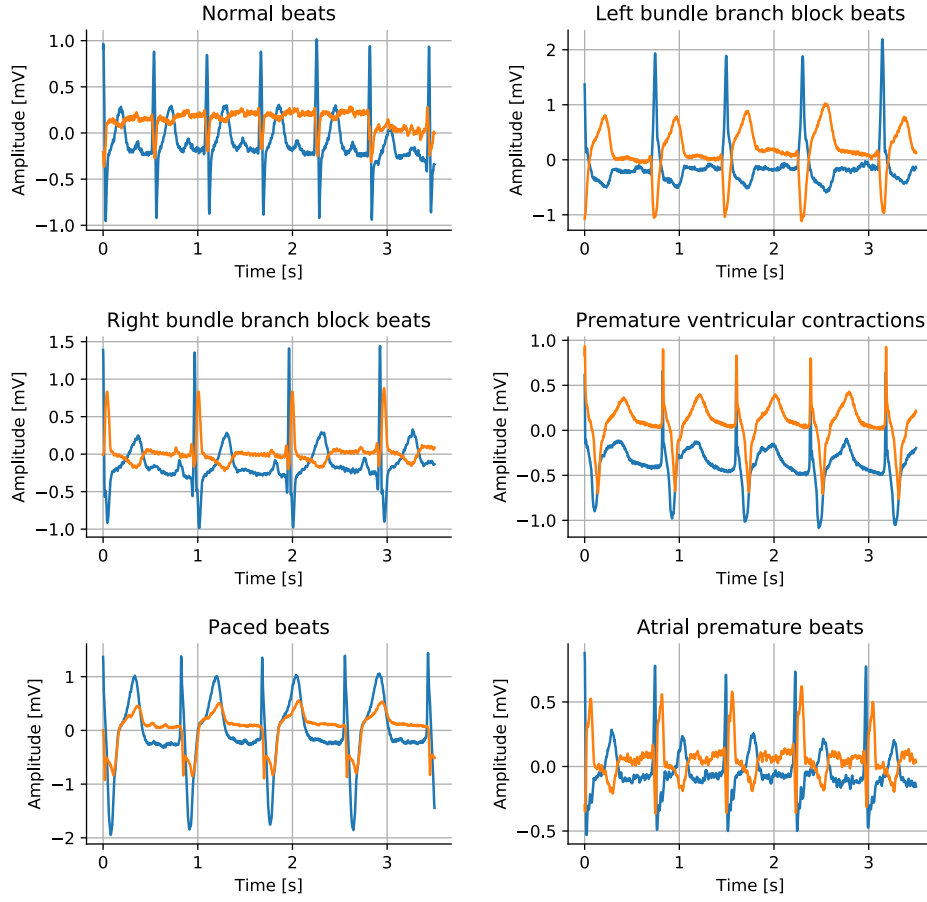 Normal beats
1.0
0.5
0.0
−0.5
−1.0
Amplitude [mV]
0 1 2 3
Time [s]
Left bundle branch block beats
2
1
0
−1
Amplitude [mV]
0 1 2 3
Time [s]
Right bundle branch block beats
1.5
1.0
0.5
0.0
−0.5
−1.0
Amplitude [mV]
0 1 2 3
Time [s]
Premature ventricular contractions
1.0
0.5
0.0
−0.5
−1.0
Amplitude [mV]
0 1 2 3
Time [s]
Paced beats
1
0
−1
−2
Amplitude [mV]
0 1 2 3
Time [s]
Atrial premature beats
0.5
0.0
−0.5
Amplitude [mV]
0 1 2 3
Time [s]